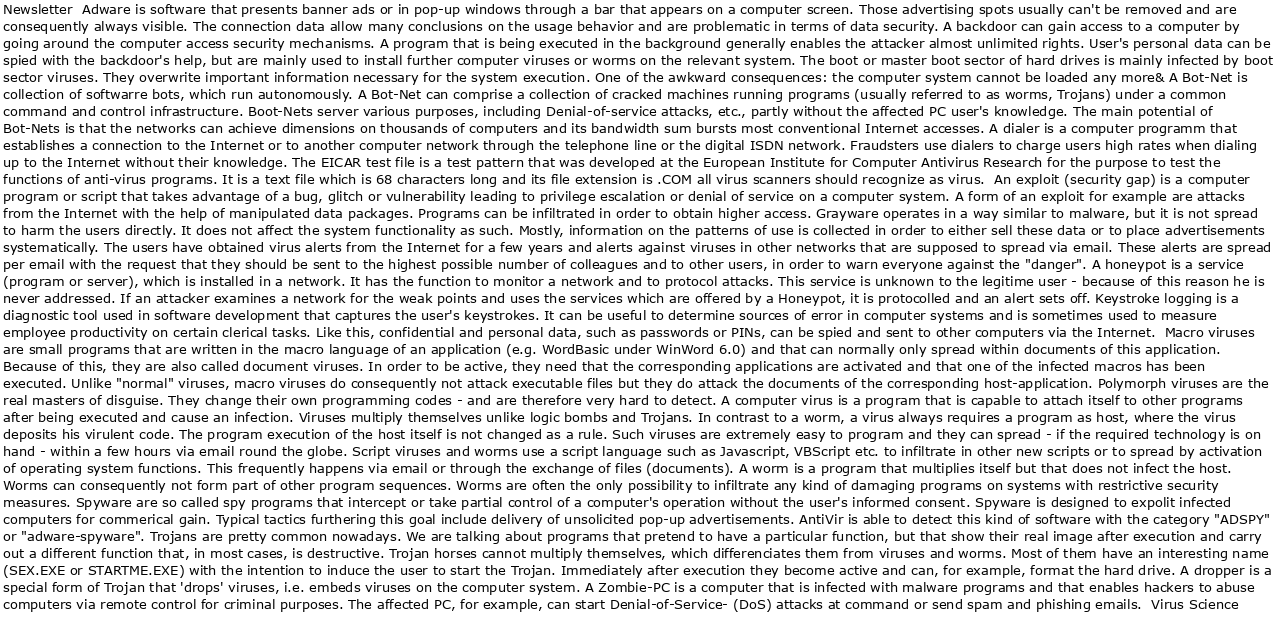 Newsletter  Adware is software that presents banner ads or in pop-up windows through a bar that appears on a computer screen. Those advertising spots usually can't be removed and are
consequently always visible. The connection data allow many conclusions on the usage behavior and are problematic in terms of data security. A backdoor can gain access to a computer by
going around the computer access security mechanisms. A program that is being executed in the background generally enables the attacker almost unlimited rights. User's personal data can be
spied with the backdoor's help, but are mainly used to install further computer viruses or worms on the relevant system. The boot or master boot sector of hard drives is mainly infected by boot
sector viruses. They overwrite important information necessary for the system execution. One of the awkward consequences: the computer system cannot be loaded any more& A Bot-Net is
collection of softwarre bots, which run autonomously. A Bot-Net can comprise a collection of cracked machines running programs (usually referred to as worms, Trojans) under a common
command and control infrastructure. Boot-Nets server various purposes, including Denial-of-service attacks, etc., partly without the affected PC user's knowledge. The main potential of
Bot-Nets is that the networks can achieve dimensions on thousands of computers and its bandwidth sum bursts most conventional Internet accesses. A dialer is a computer programm that
establishes a connection to the Internet or to another computer network through the telephone line or the digital ISDN network. Fraudsters use dialers to charge users high rates when dialing
up to the Internet without their knowledge. The EICAR test file is a test pattern that was developed at the European Institute for Computer Antivirus Research for the purpose to test the
functions of anti-virus programs. It is a text file which is 68 characters long and its file extension is .COM all virus scanners should recognize as virus.  An exploit (security gap) is a computer
program or script that takes advantage of a bug, glitch or vulnerability leading to privilege escalation or denial of service on a computer system. A form of an exploit for example are attacks
from the Internet with the help of manipulated data packages. Programs can be infiltrated in order to obtain higher access. Grayware operates in a way similar to malware, but it is not spread
to harm the users directly. It does not affect the system functionality as such. Mostly, information on the patterns of use is collected in order to either sell these data or to place advertisements
systematically. The users have obtained virus alerts from the Internet for a few years and alerts against viruses in other networks that are supposed to spread via email. These alerts are spread
per email with the request that they should be sent to the highest possible number of colleagues and to other users, in order to warn everyone against the "danger". A honeypot is a service
(program or server), which is installed in a network. It has the function to monitor a network and to protocol attacks. This service is unknown to the legitime user - because of this reason he is
never addressed. If an attacker examines a network for the weak points and uses the services which are offered by a Honeypot, it is protocolled and an alert sets off. Keystroke logging is a
diagnostic tool used in software development that captures the user's keystrokes. It can be useful to determine sources of error in computer systems and is sometimes used to measure
employee productivity on certain clerical tasks. Like this, confidential and personal data, such as passwords or PINs, can be spied and sent to other computers via the Internet.  Macro viruses
are small programs that are written in the macro language of an application (e.g. WordBasic under WinWord 6.0) and that can normally only spread within documents of this application.
Because of this, they are also called document viruses. In order to be active, they need that the corresponding applications are activated and that one of the infected macros has been
executed. Unlike "normal" viruses, macro viruses do consequently not attack executable files but they do attack the documents of the corresponding host-application. Polymorph viruses are the
real masters of disguise. They change their own programming codes - and are therefore very hard to detect. A computer virus is a program that is capable to attach itself to other programs
after being executed and cause an infection. Viruses multiply themselves unlike logic bombs and Trojans. In contrast to a worm, a virus always requires a program as host, where the virus
deposits his virulent code. The program execution of the host itself is not changed as a rule. Such viruses are extremely easy to program and they can spread - if the required technology is on
hand - within a few hours via email round the globe. Script viruses and worms use a script language such as Javascript, VBScript etc. to infiltrate in other new scripts or to spread by activation
of operating system functions. This frequently happens via email or through the exchange of files (documents). A worm is a program that multiplies itself but that does not infect the host.
Worms can consequently not form part of other program sequences. Worms are often the only possibility to infiltrate any kind of damaging programs on systems with restrictive security
measures. Spyware are so called spy programs that intercept or take partial control of a computer's operation without the user's informed consent. Spyware is designed to expolit infected
computers for commerical gain. Typical tactics furthering this goal include delivery of unsolicited pop-up advertisements. AntiVir is able to detect this kind of software with the category "ADSPY"
or "adware-spyware". Trojans are pretty common nowadays. We are talking about programs that pretend to have a particular function, but that show their real image after execution and carry
out a different function that, in most cases, is destructive. Trojan horses cannot multiply themselves, which differenciates them from viruses and worms. Most of them have an interesting name
(SEX.EXE or STARTME.EXE) with the intention to induce the user to start the Trojan. Immediately after execution they become active and can, for example, format the hard drive. A dropper is a
special form of Trojan that 'drops' viruses, i.e. embeds viruses on the computer system. A Zombie-PC is a computer that is infected with malware programs and that enables hackers to abuse
computers via remote control for criminal purposes. The affected PC, for example, can start Denial-of-Service- (DoS) attacks at command or send spam and phishing emails.  Virus Science